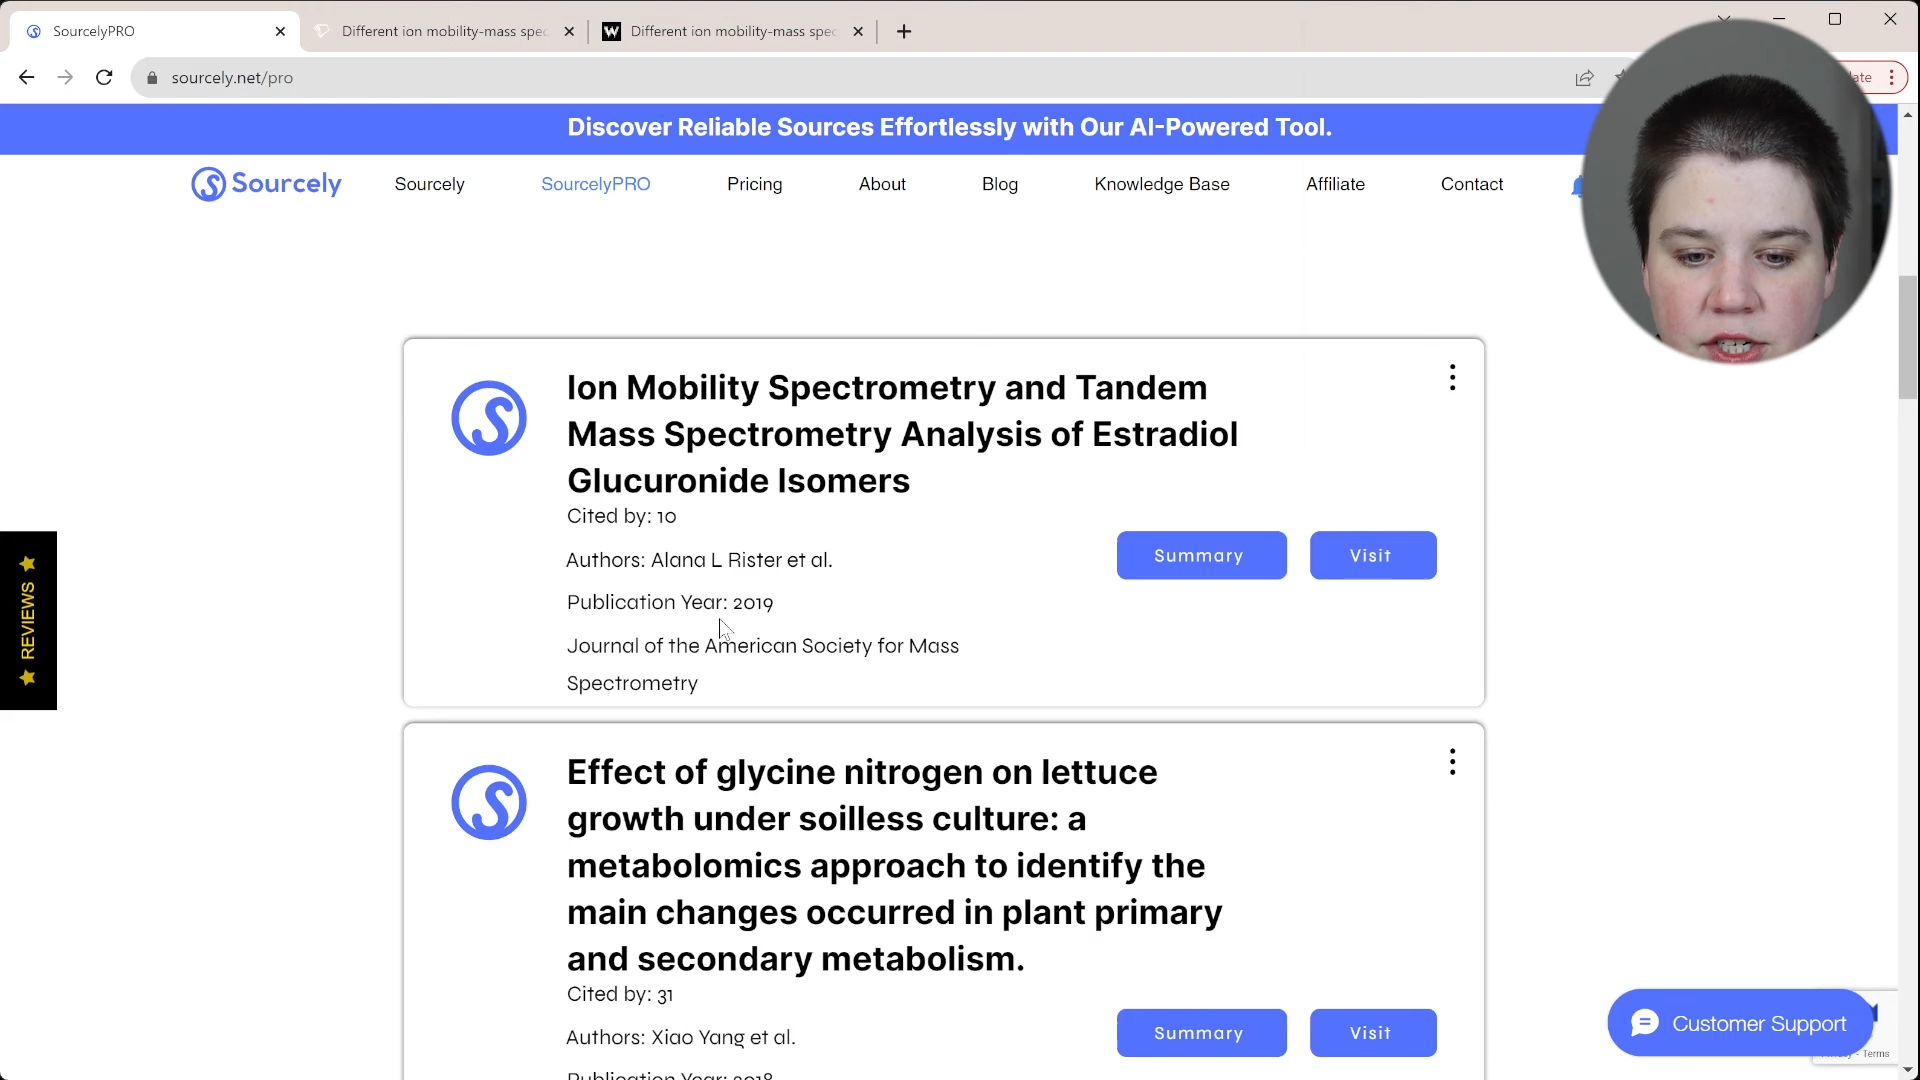 SourcelyPRO
Different ion mobility-mass spec
Different ion mobility-mass spec
sourcely.net/pro
Discover Reliable Sources Effortlessly with Our AI-Powered Tool.
Sourcely
Sourcely
SourcelyPRO
Pricing
About
Blog
Knowledge Base
Affiliate
Contact
Ion Mobility Spectrometry and Tandem
Mass Spectrometry Analysis of Estradiol
Glucuronide Isomers
Cited by: 10
Authors: Alana L Rister et al.
Summary
Visit
Publication Year: 2019
Journal of the American Society for Mass
Spectrometry
REVIEWS
Effect of glycine nitrogen on lettuce
growth under soilless culture: a
metabolomics approach to identify the
main changes occurred in plant primary
and secondary metabolism.
Cited by: 31
Authors: Xiao Yang et al.
Summary
Visit
Publication Year: 2018
Customer Support
- Terms